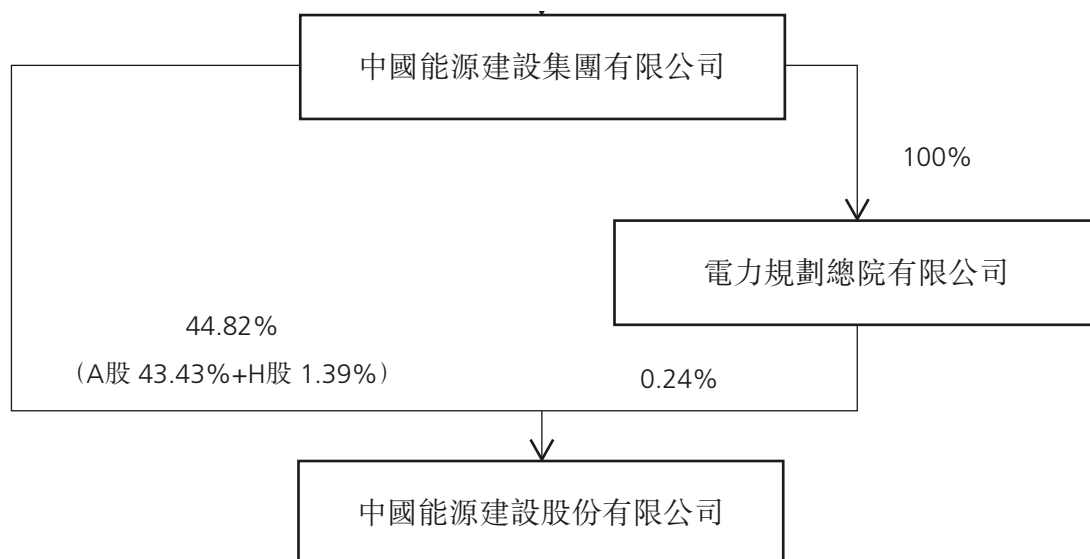 中國能源建設集團有限公司
100%
電力規劃總院有限公司
44.82%
（A股 43.43%+H股 1.39%）
0.24%
中國能源建設股份有限公司